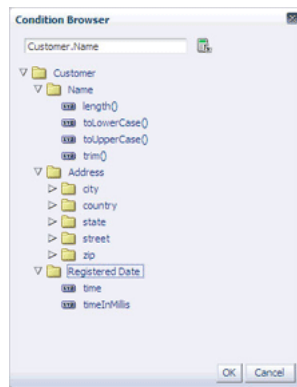 Condition Browser
Customer.Name
Customer
Name
length()
toLowerCase()
toUpperCase()
trim()
Address
city
country
state
street
zip
Registered Date
time
timeInMillis
OK Cancel